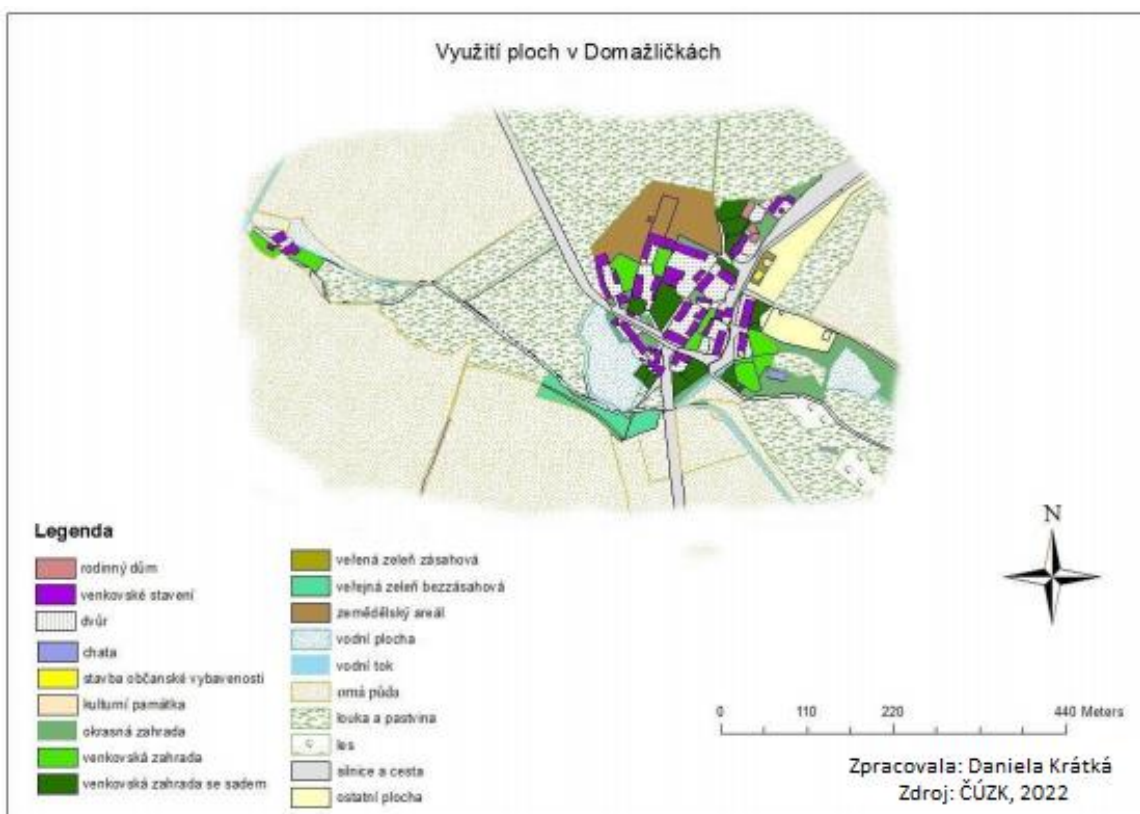 Využití ploch v Domažličkách
Legenda
rodinný dům
venkovské stavení
dvůr
chata
stavba občanské vybavenosti
kulturní památka
okrasná zahrada
venkovská zahrada
venkovská zahrada se sadem
veřená zeleň zásahová
veřejná zeleň bezzásahová
zemědělský areál
vodní plocha
vodní tok
orná půda
louka a pastvina
les
silnice a cesta
ostatní plocha
N
0 110 220 440 Meters
Zpracovala: Daniela Krátká
Zdroj: ČÚZK, 2022